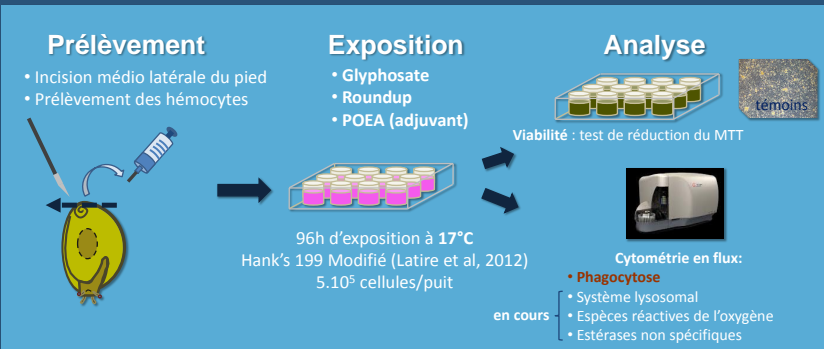 Prélèvement
• Incision médio latérale du pied
• Prélèvement des hémocytes
Exposition
• Glyphosate
• Roundup
• POEA (adjuvant)
96h d'exposition à 17°C
Hank's 199 Modifié (Latire et al, 2012)
5.10⁵ cellules/puit
Analyse
témoins
Viabilité : test de réduction du MTT
Cytométrie en flux:
• Phagocytose
• Système lysosomal
en cours • Espèces réactives de l'oxygène
• Estérases non spécifiques